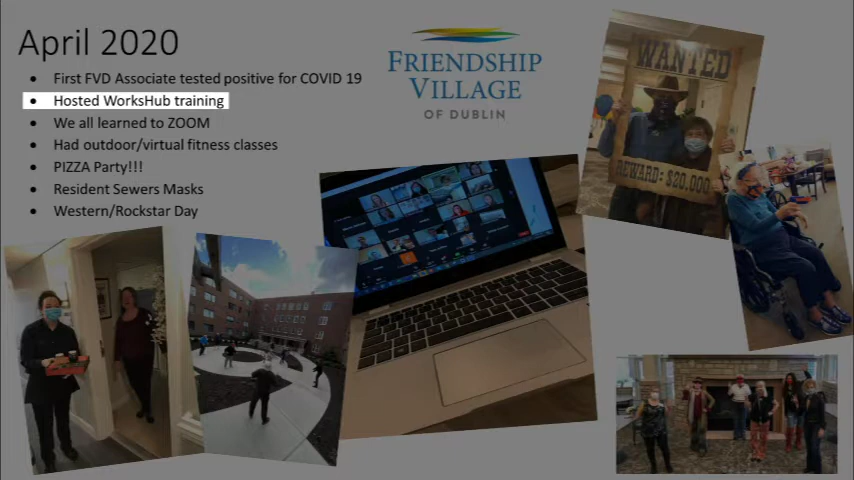 April 2020
• First FVD Associate tested positive for COVID 19
• Hosted WorksHub training
• We all learned to ZOOM
• Had outdoor/virtual fitness classes
• PIZZA Party!!!
• Resident Sewers Masks
• Western/Rockstar Day
FRIENDSHIP
VILLAGE
OF DUBLIN
WANTED
REWARD: $20,000